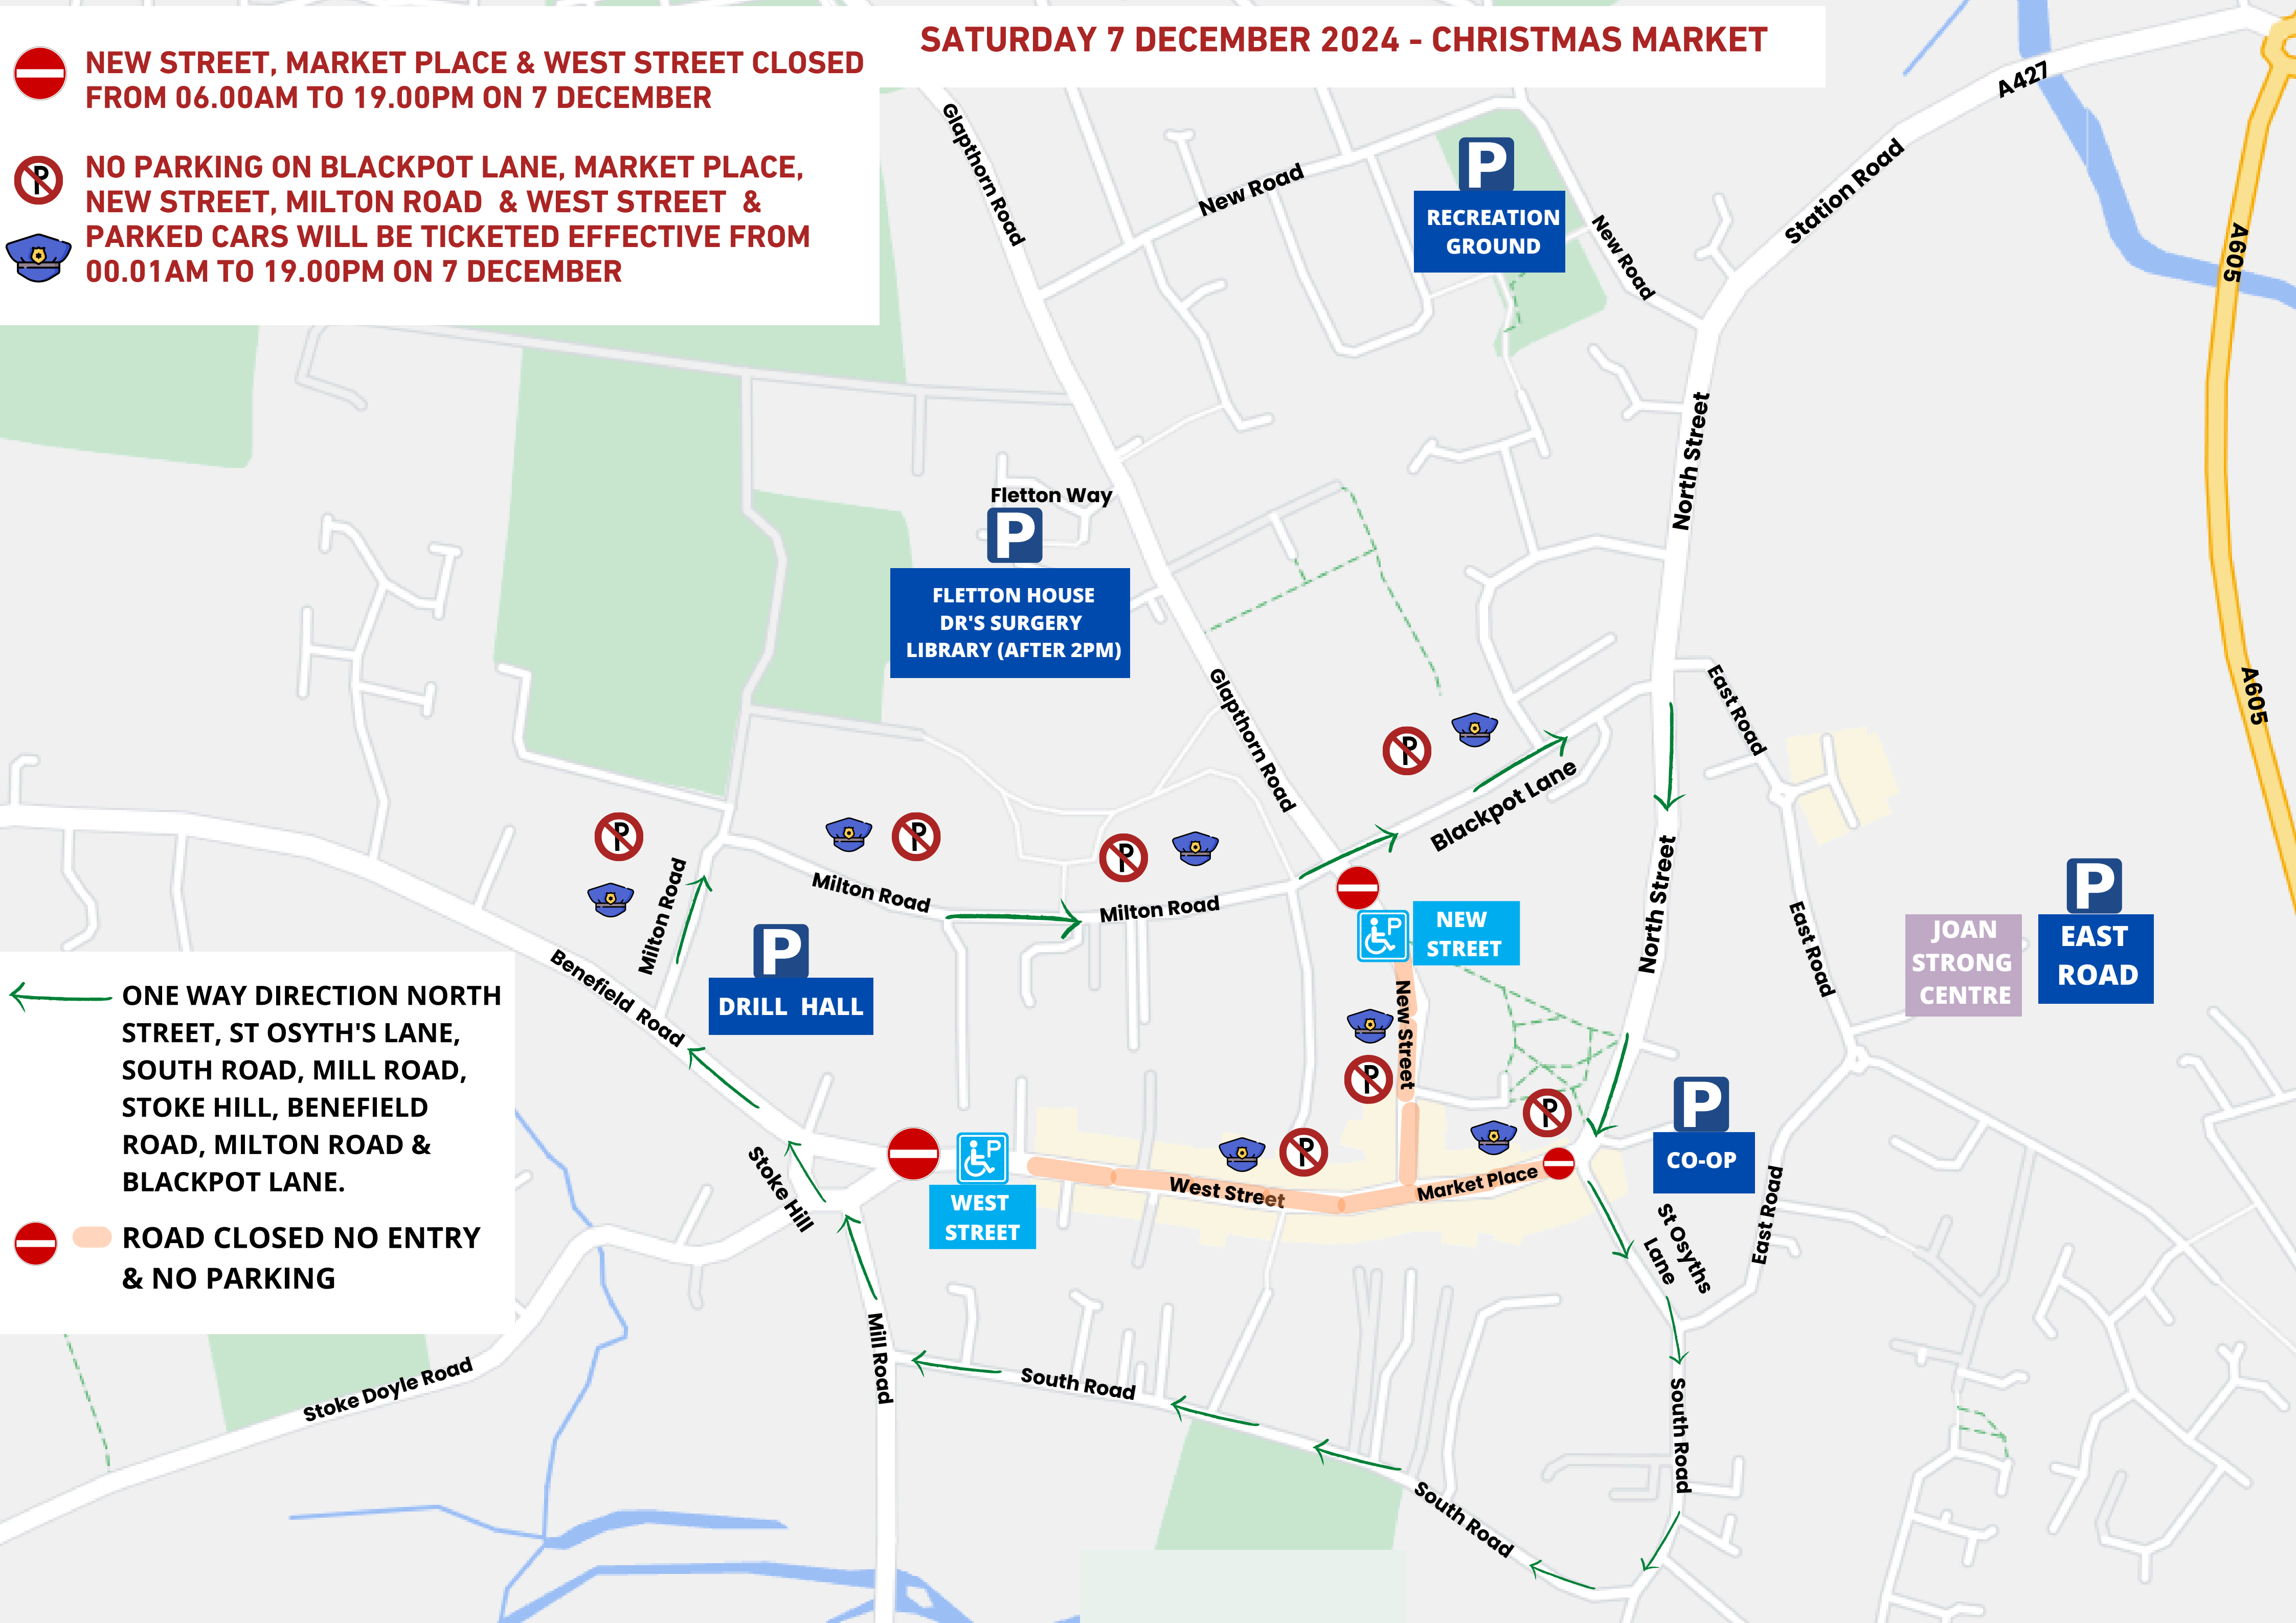 SATURDAY 7 DECEMBER 2024 - CHRISTMAS MARKET
NEW STREET, MARKET PLACE & WEST STREET CLOSED
FROM 06.00AM TO 19.00PM ON 7 DECEMBER
P
NO PARKING ON BLACKPOT LANE, MARKET PLACE,
NEW STREET, MILTON ROAD & WEST STREET &
PARKED CARS WILL BE TICKETED EFFECTIVE FROM
00.01AM TO 19.00PM ON 7 DECEMBER
A427
Station Road
A605
Glapthorn Road
New Road
P
RECREATION
GROUND
New Road
North Street
Fletton Way
P
FLETTON HOUSE
DR'S SURGERY
LIBRARY (AFTER 2PM)
Glapthorn Road
East Road
A605
P
Blackpot Lane
P
P
P
Milton Road
Milton Road
Milton Road
North Street
East Road
P
EAST
ROAD
JOAN
STRONG
CENTRE
P
NEW
STREET
P
DRILL HALL
Benefield Road
New Street
P
P
P
P
CO-OP
P
WEST
STREET
Stoke Hill
West Street
Market Place
St Osyths
Lane
East Road
ONE WAY DIRECTION NORTH
STREET, ST OSYTH'S LANE,
SOUTH ROAD, MILL ROAD,
STOKE HILL, BENEFIELD
ROAD, MILTON ROAD &
BLACKPOT LANE.
ROAD CLOSED NO ENTRY
& NO PARKING
Mill Road
South Road
South Road
South Road
Stoke Doyle Road